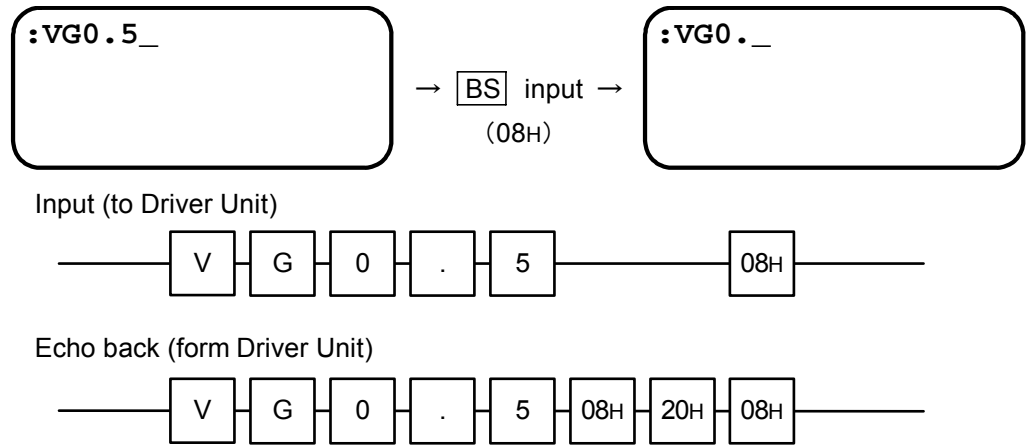 :VG0.5_
:VG0._
→ BS input →
(08H)
Input (to Driver Unit)
V G 0 . 5 08H
Echo back (form Driver Unit)
V G 0 . 5 08H 20H 08H